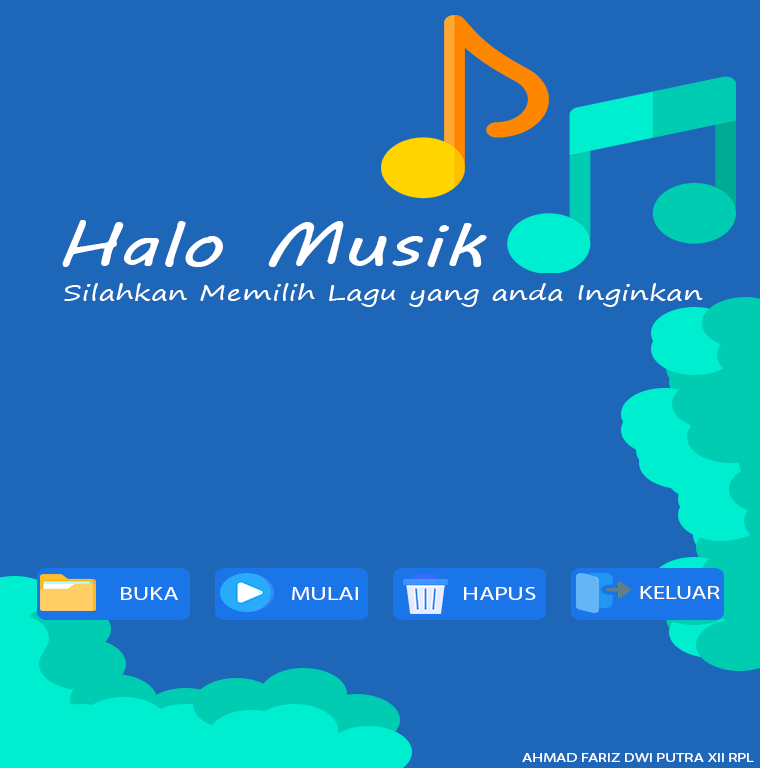 Halo Musik
Silahkan Memilih Lagu yang anda Inginkan
BUKA
MULAI
HAPUS
KELUAR
AHMAD FARIZ DWI PUTRA XII RPL